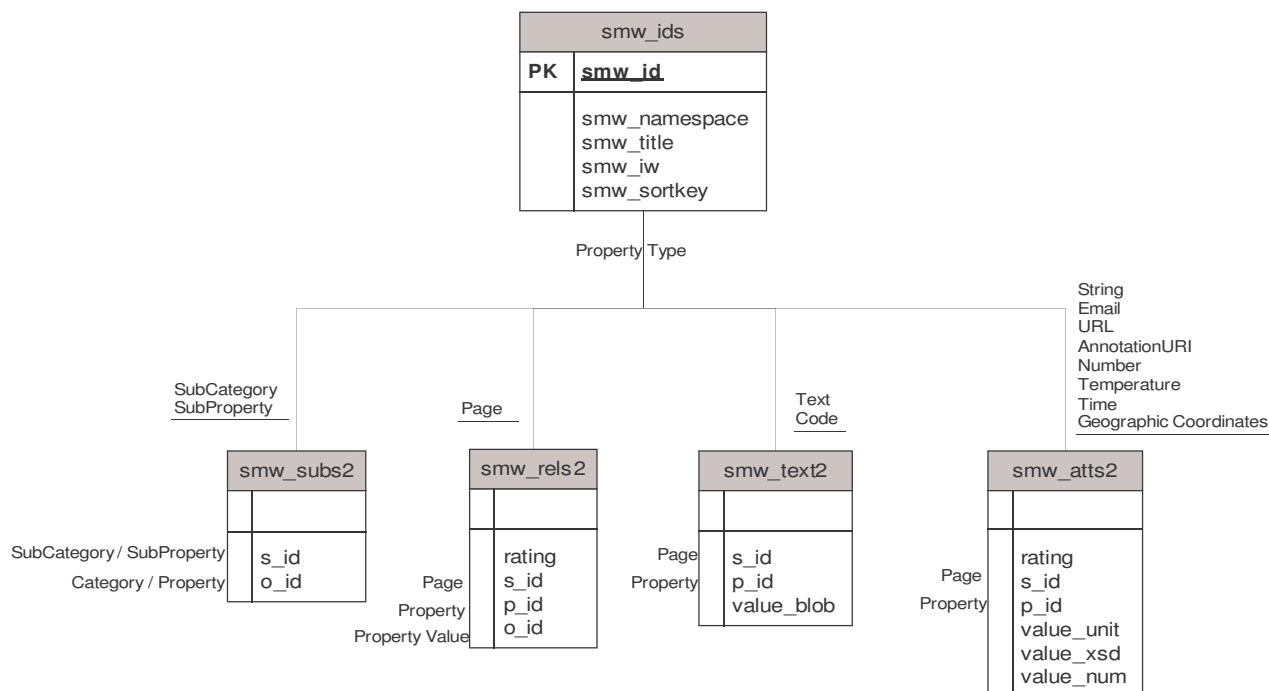 smw_ids
PK smw_id
smw_namespace
smw_title
smw_iw
smw_sortkey
Property Type
SubCategory
SubProperty
Page
Text
Code
String
Email
URL
AnnotationURI
Number
Temperature
Time
Geographic Coordinates
smw_subs2
SubCategory / SubProperty s_id
Category / Property o_id
smw_rels2
rating
Page s_id
Property p_id
Property Value o_id
smw_text2
Page s_id
Property p_id
value_blob
smw_atts2
rating
Page s_id
Property p_id
value_unit
value_xsd
value_num